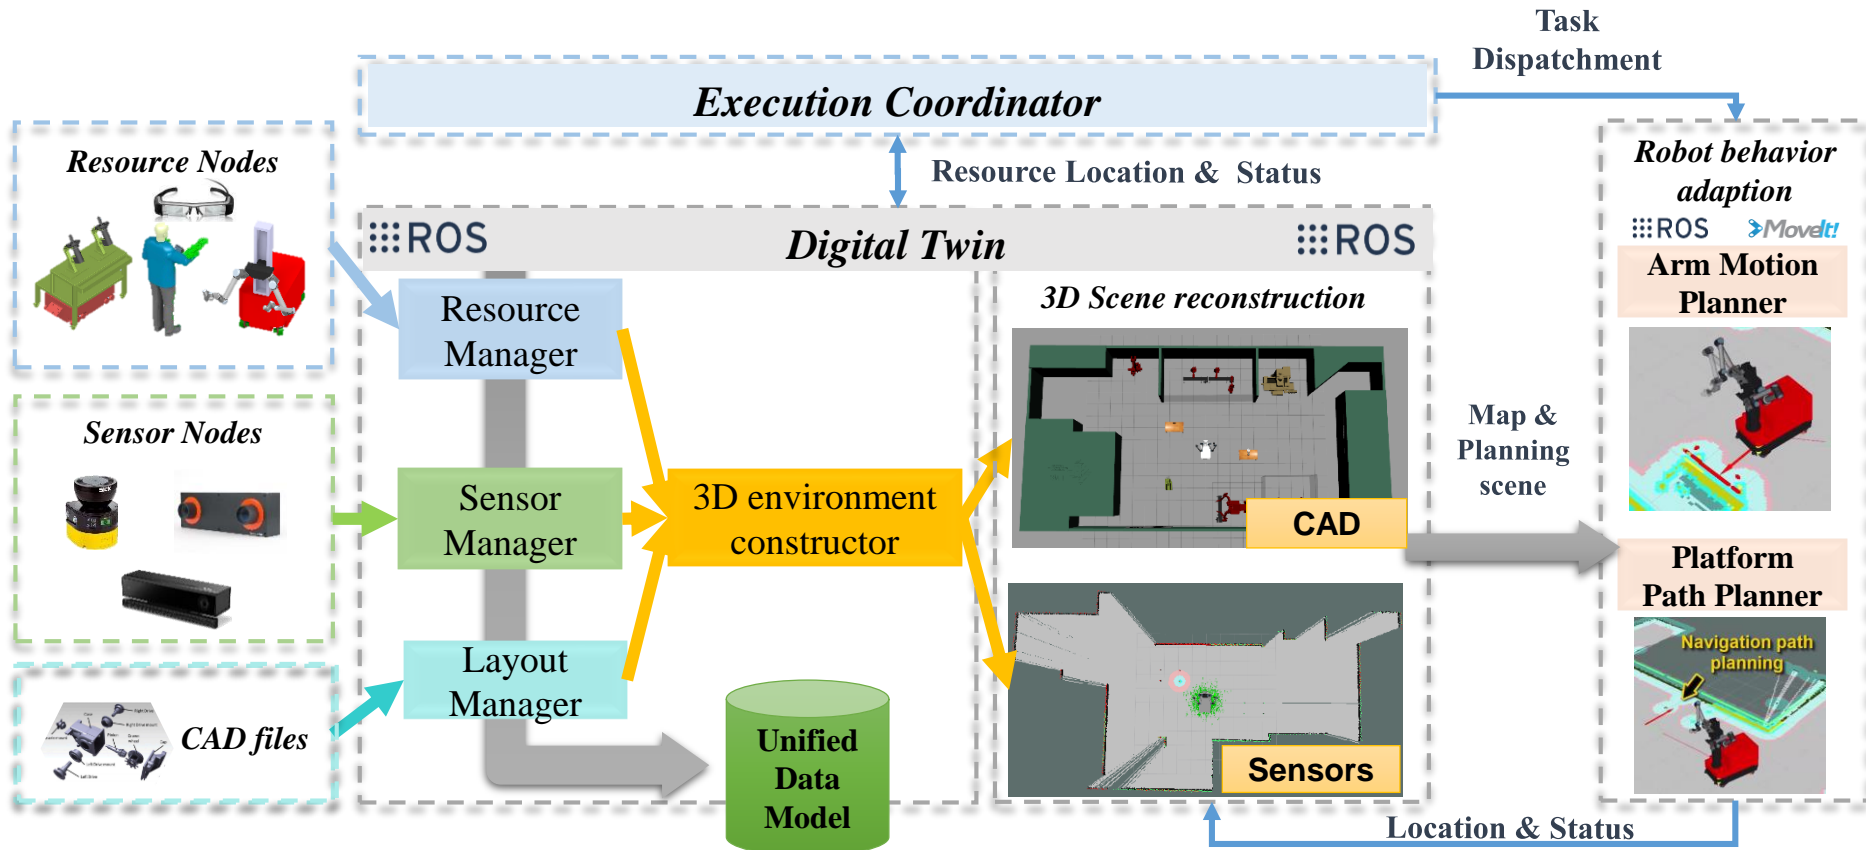 Task
Dispatchment
Execution Coordinator
Resource Nodes
Resource Location & Status
Robot behavior
adaption
ROS
MoveIt!
ROS
Digital Twin
ROS
Arm Motion
Planner
Resource
Manager
3D Scene reconstruction
Sensor Nodes
Map &
Planning
scene
Sensor
Manager
3D environment
constructor
CAD
Platform
Path Planner
Layout
Manager
Navigation path
planning
CAD files
Unified
Data
Model
Sensors
Location & Status